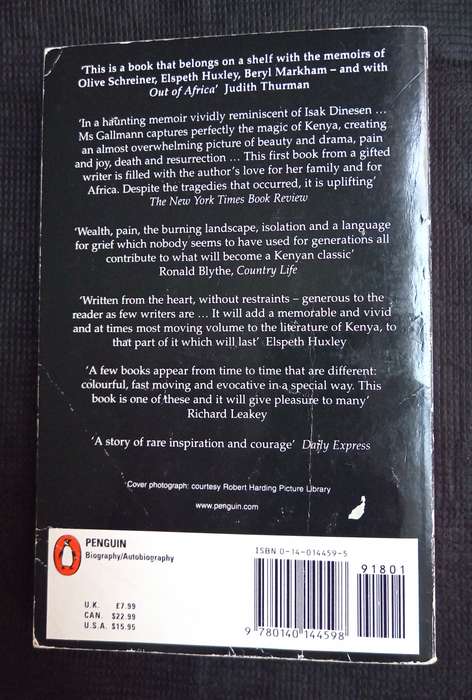 'This is a book that belongs on a shelf with the memoirs of
Olive Schreiner, Elspeth Huxley, Beryl Markham – and with
Out of Africa' Judith Thurman
'In a haunting memoir vividly reminiscent of Isak Dinesen ...
Ms Gallmann captures perfectly the magic of Kenya, creating
an almost overwhelming picture of beauty and drama, pain
and joy, death and resurrection ... This first book from a gifted
writer is filled with the author's love for her family and for
Africa. Despite the tragedies that occurred, it is uplifting'
The New York Times Book Review
'Wealth, pain, the burning landscape, isolation and a language
for grief which nobody seems to have used for generations all
contribute to what will become a Kenyan classic'
Ronald Blythe, Country Life
'Written from the heart, without restraints – generous to the
reader as few writers are ... It will add a memorable and vivid
and at times most moving volume to the literature of Kenya, to
that part of it which will last' Elspeth Huxley
'A few books appear from time to time that are different:
colourful, fast moving and evocative in a special way. This
book is one of these and it will give pleasure to many'
Richard Leakey
'A story of rare inspiration and courage' Daily Express
Cover photograph: courtesy Robert Harding Picture Library
www.penguin.com
PENGUIN
Biography/Autobiography
U.K. £7.99
CAN. $22.99
U.S.A. $15.95
ISBN 0-14-014459-5
91801
9 780140 144598